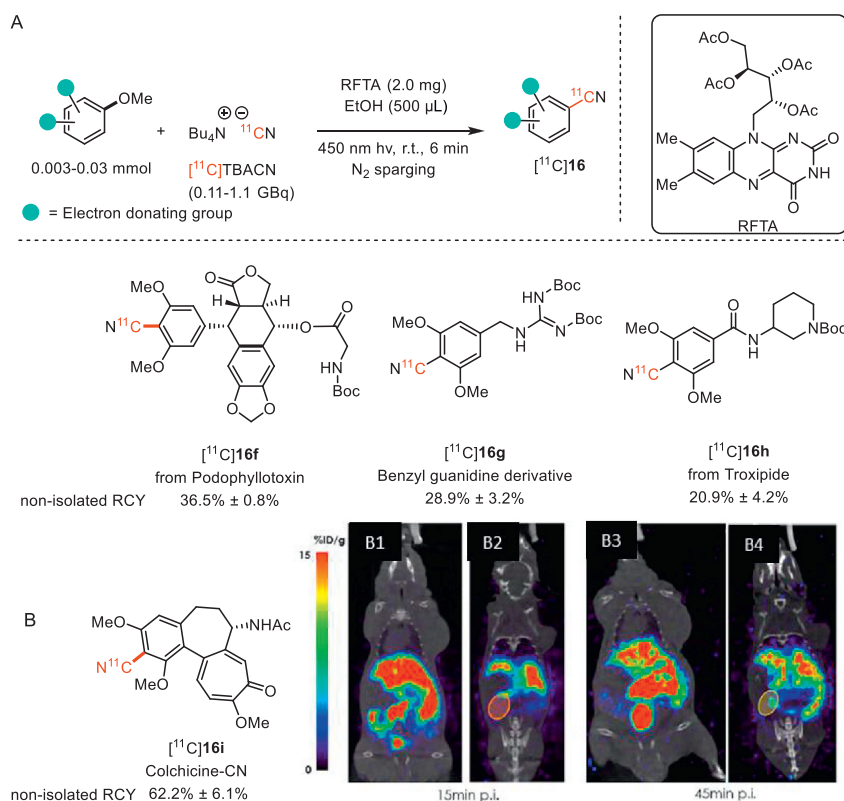 A
OMe
+
Bu4N
⊕ ⊖
11CN
0.003-0.03 mmol
[11C]TBACN
(0.11-1.1 GBq)
= Electron donating group
RFTA (2.0 mg)
EtOH (500 µL)
450 nm hv, r.t., 6 min
N2 sparging
11CN
[11C]16
AcO
AcO
OAc
OAc
Me
Me
N
N
N
NH
O
O
RFTA
MeO
N11C
OMe
O
O
H
H
O
O
NH
Boc
O
O
[11C]16f
from Podophyllotoxin
non-isolated RCY 36.5% ± 0.8%
MeO
N11C
OMe
N
H
HN
Boc
N
Boc
[11C]16g
Benzyl guanidine derivative
28.9% ± 3.2%
MeO
N11C
OMe
O
N
H
NBoc
[11C]16h
from Troxipide
20.9% ± 4.2%
B
MeO
N11C
MeO
NHAc
O
OMe
[11C]16i
Colchicine-CN
non-isolated RCY 62.2% ± 6.1%
%ID/g
15
0
B1
B2
B3
B4
15min p.i.
45min p.i.